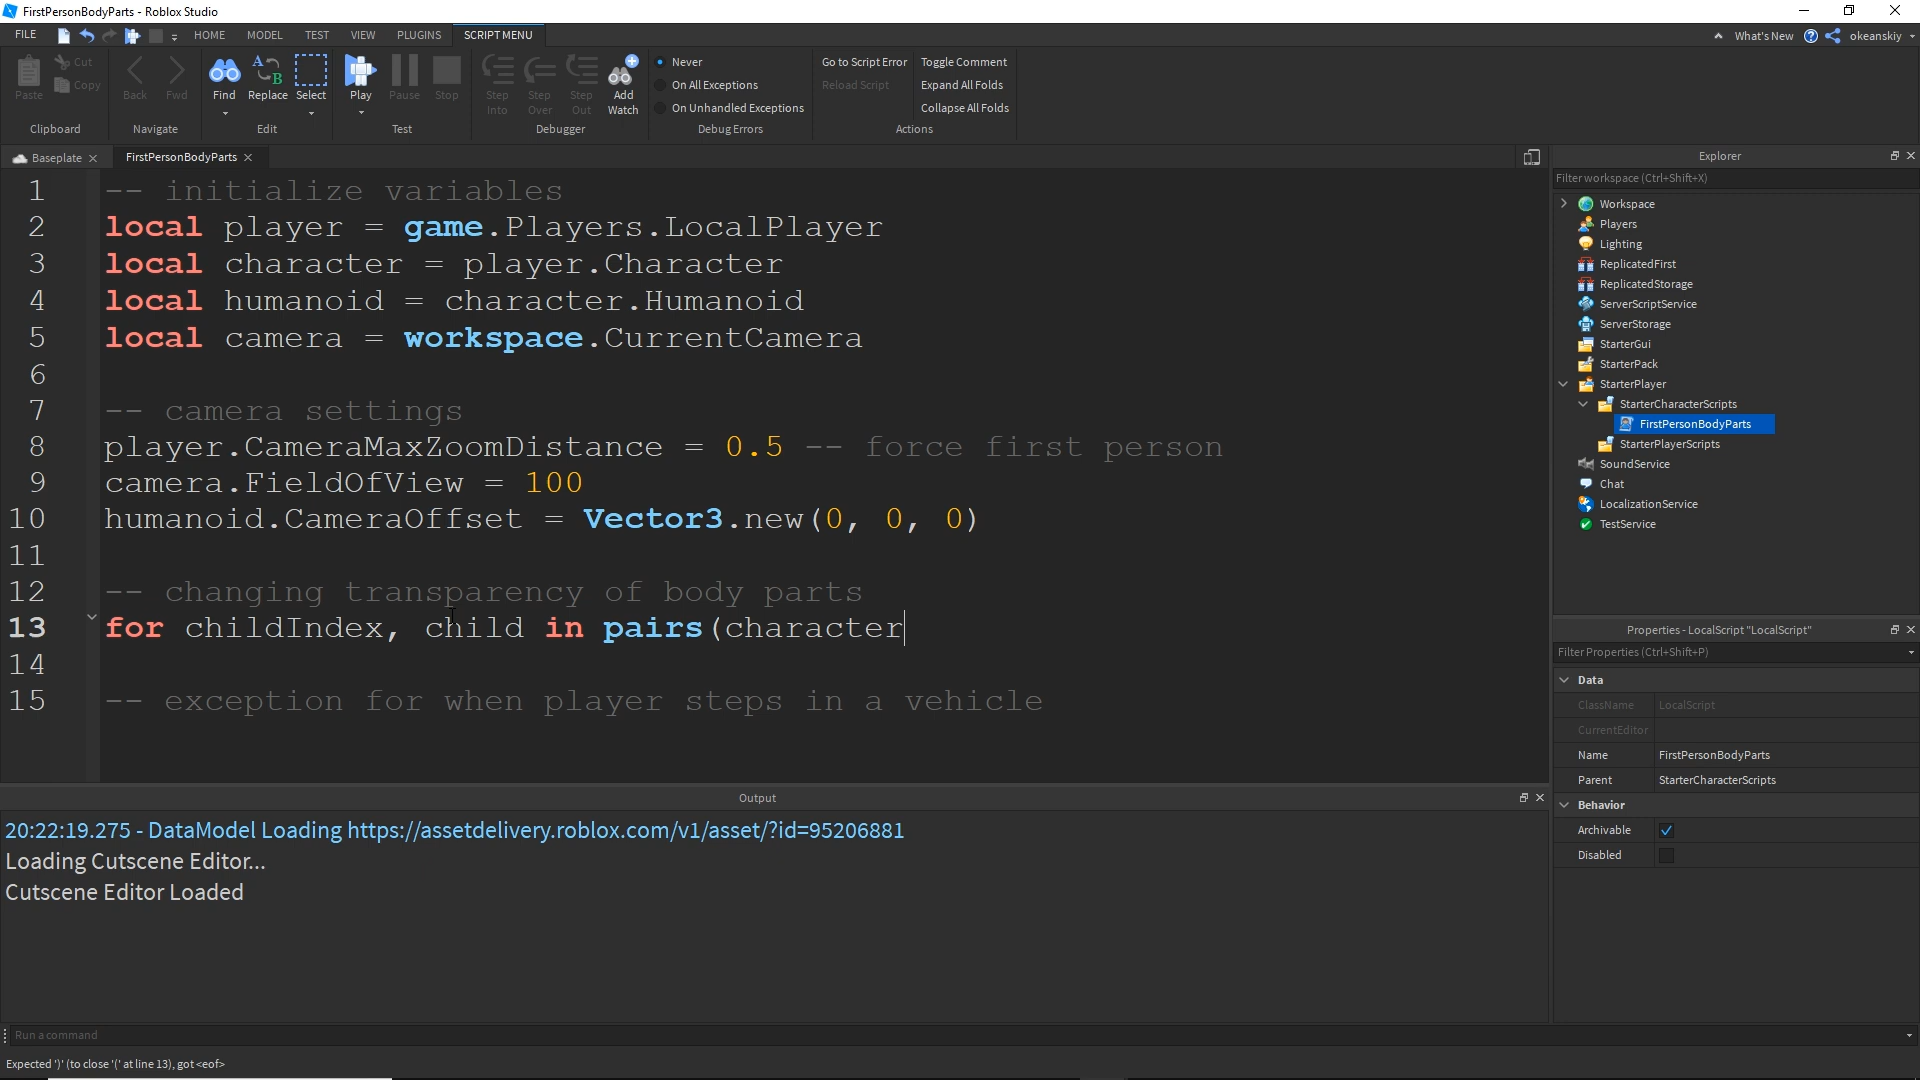 FirstPersonBodyParts - Roblox Studio
FILE HOME MODEL TEST VIEW PLUGINS SCRIPT MENU What's New okeanskiy
Paste Cut Copy Clipboard
Back Fwd Navigate
Find Replace Select Edit
Play Pause Stop Test
Step Into Step Over Step Out Add Watch Debugger
Never
On All Exceptions
On Unhandled Exceptions
Debug Errors
Go to Script Error Toggle Comment
Reload Script Expand All Folds
Collapse All Folds
Actions
Baseplate FirstPersonBodyParts
1 -- initialize variables
2 local player = game.Players.LocalPlayer
3 local character = player.Character
4 local humanoid = character.Humanoid
5 local camera = workspace.CurrentCamera
6
7 -- camera settings
8 player.CameraMaxZoomDistance = 0.5 -- force first person
9 camera.FieldOfView = 100
10 humanoid.CameraOffset = Vector3.new(0, 0, 0)
11
12 -- changing transparency of body parts
13 for childIndex, child in pairs(character
14
15 -- exception for when player steps in a vehicle
Output
20:22:19.275 - DataModel Loading https://assetdelivery.roblox.com/v1/asset/?id=95206881
Loading Cutscene Editor...
Cutscene Editor Loaded
Run a command
Expected ')' (to close '(' at line 13), got <eof>
Explorer
Filter workspace (Ctrl+Shift+X)
Workspace
Players
Lighting
ReplicatedFirst
ReplicatedStorage
ServerScriptService
ServerStorage
StarterGui
StarterPack
StarterPlayer
StarterCharacterScripts
FirstPersonBodyParts
StarterPlayerScripts
SoundService
Chat
LocalizationService
TestService
Properties - LocalScript "LocalScript"
Filter Properties (Ctrl+Shift+P)
Data
ClassName LocalScript
CurrentEditor
Name FirstPersonBodyParts
Parent StarterCharacterScripts
Behavior
Archivable
Disabled